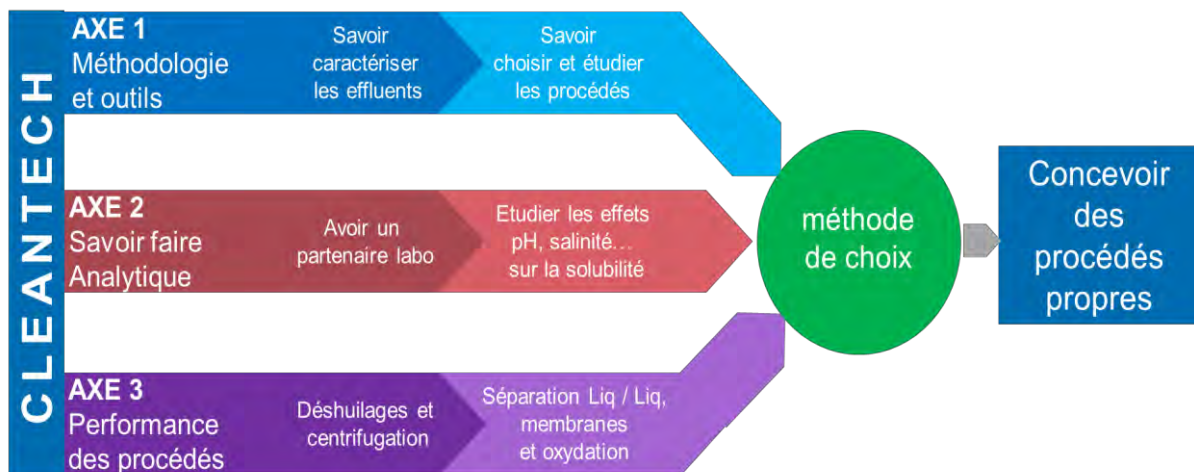 CLEANTECH
AXE 1
Méthodologie
et outils
Savoir
caractériser
les effluents
Savoir
choisir et étudier
les procédés
AXE 2
Savoir faire
Analytique
Avoir un
partenaire labo
Etudier les effets
pH, salinité…
sur la solubilité
AXE 3
Performance
des procédés
Déshuilages et
centrifugation
Séparation Liq / Liq,
membranes
et oxydation
méthode
de choix
Concevoir
des
procédés
propres